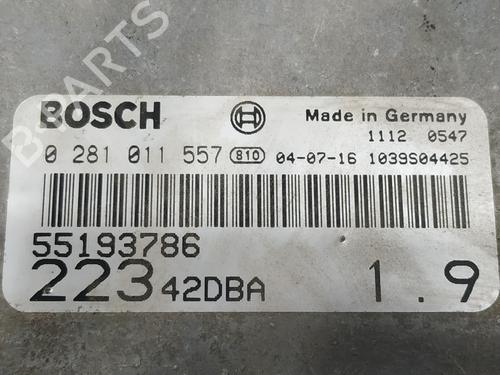 B-PARTS
BOSCH Made in Germany
1112 0547
0 281 011 557 810 04-07-16 1039S04425
55193786
223 42DBA 1.9